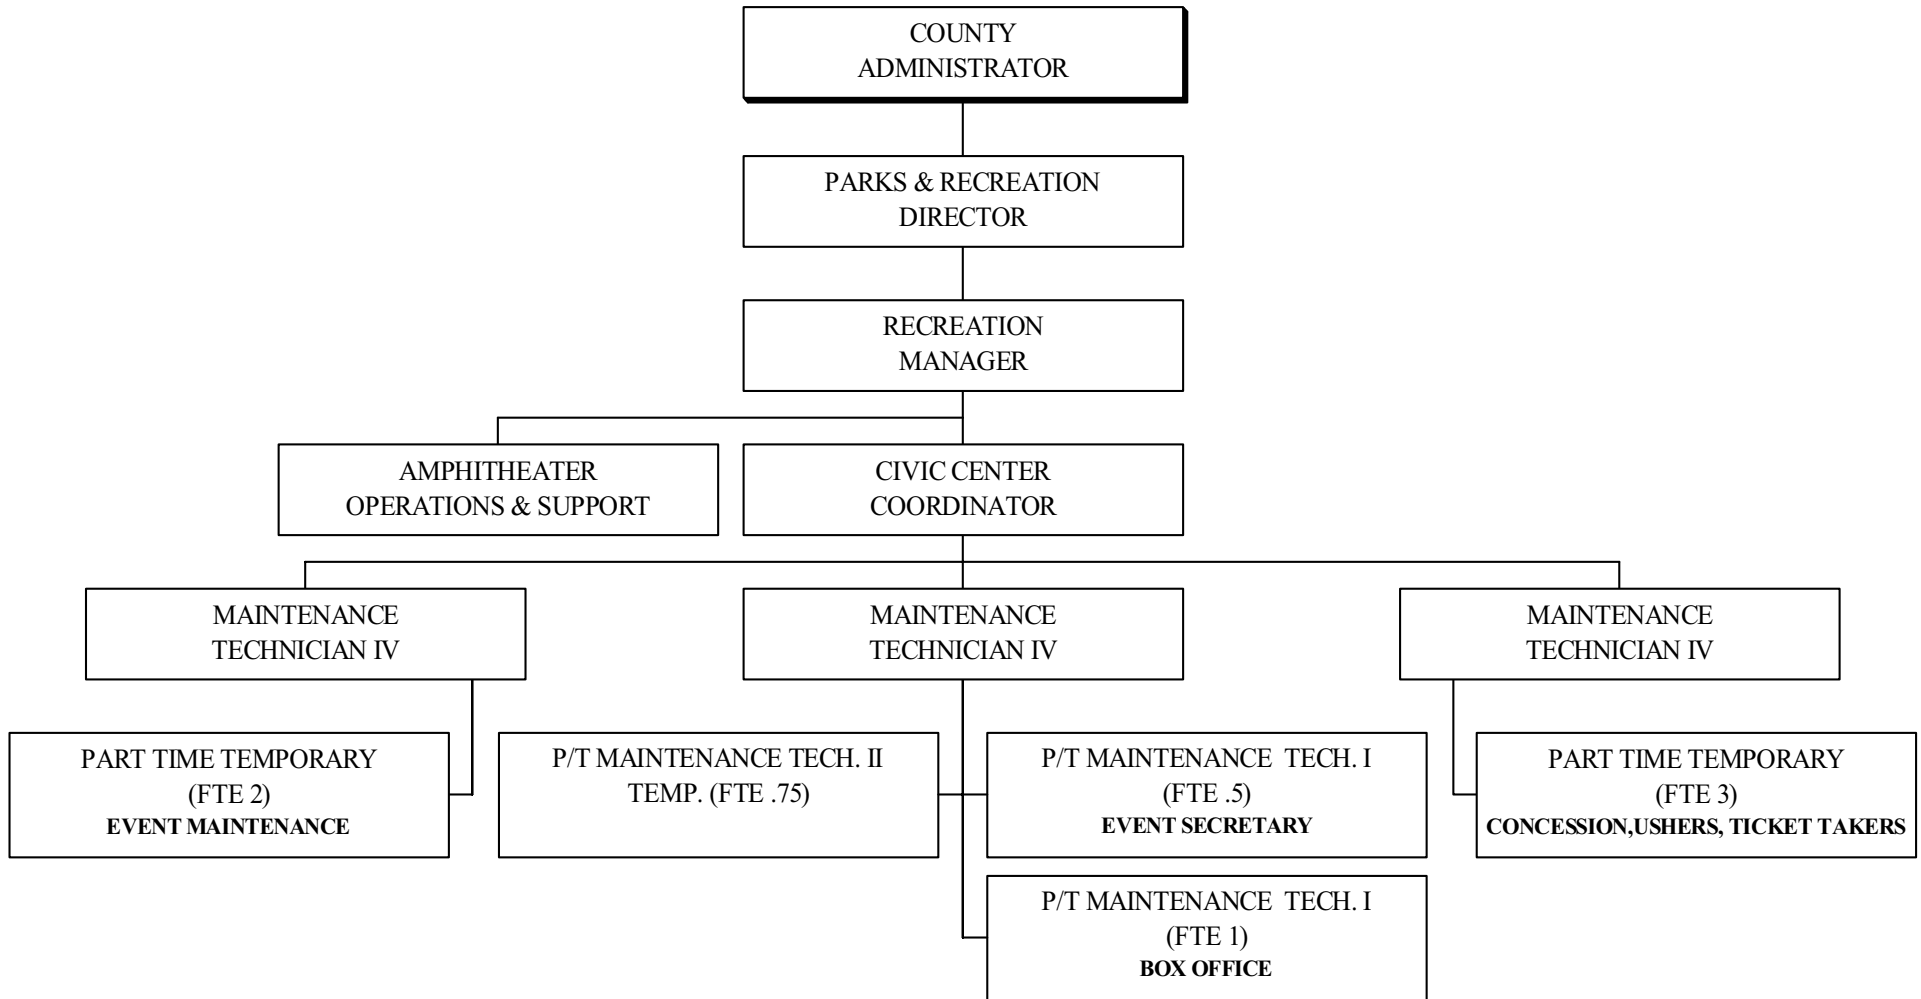 COUNTY
ADMINISTRATOR
PARKS & RECREATION
DIRECTOR
RECREATION
MANAGER
AMPHITHEATER
OPERATIONS & SUPPORT
CIVIC CENTER
COORDINATOR
MAINTENANCE
TECHNICIAN IV
MAINTENANCE
TECHNICIAN IV
MAINTENANCE
TECHNICIAN IV
PART TIME TEMPORARY
(FTE 2)
EVENT MAINTENANCE
P/T MAINTENANCE TECH. II
TEMP. (FTE .75)
P/T MAINTENANCE TECH. I
(FTE .5)
EVENT SECRETARY
PART TIME TEMPORARY
(FTE 3)
CONCESSION,USHERS, TICKET TAKERS
P/T MAINTENANCE TECH. I
(FTE 1)
BOX OFFICE